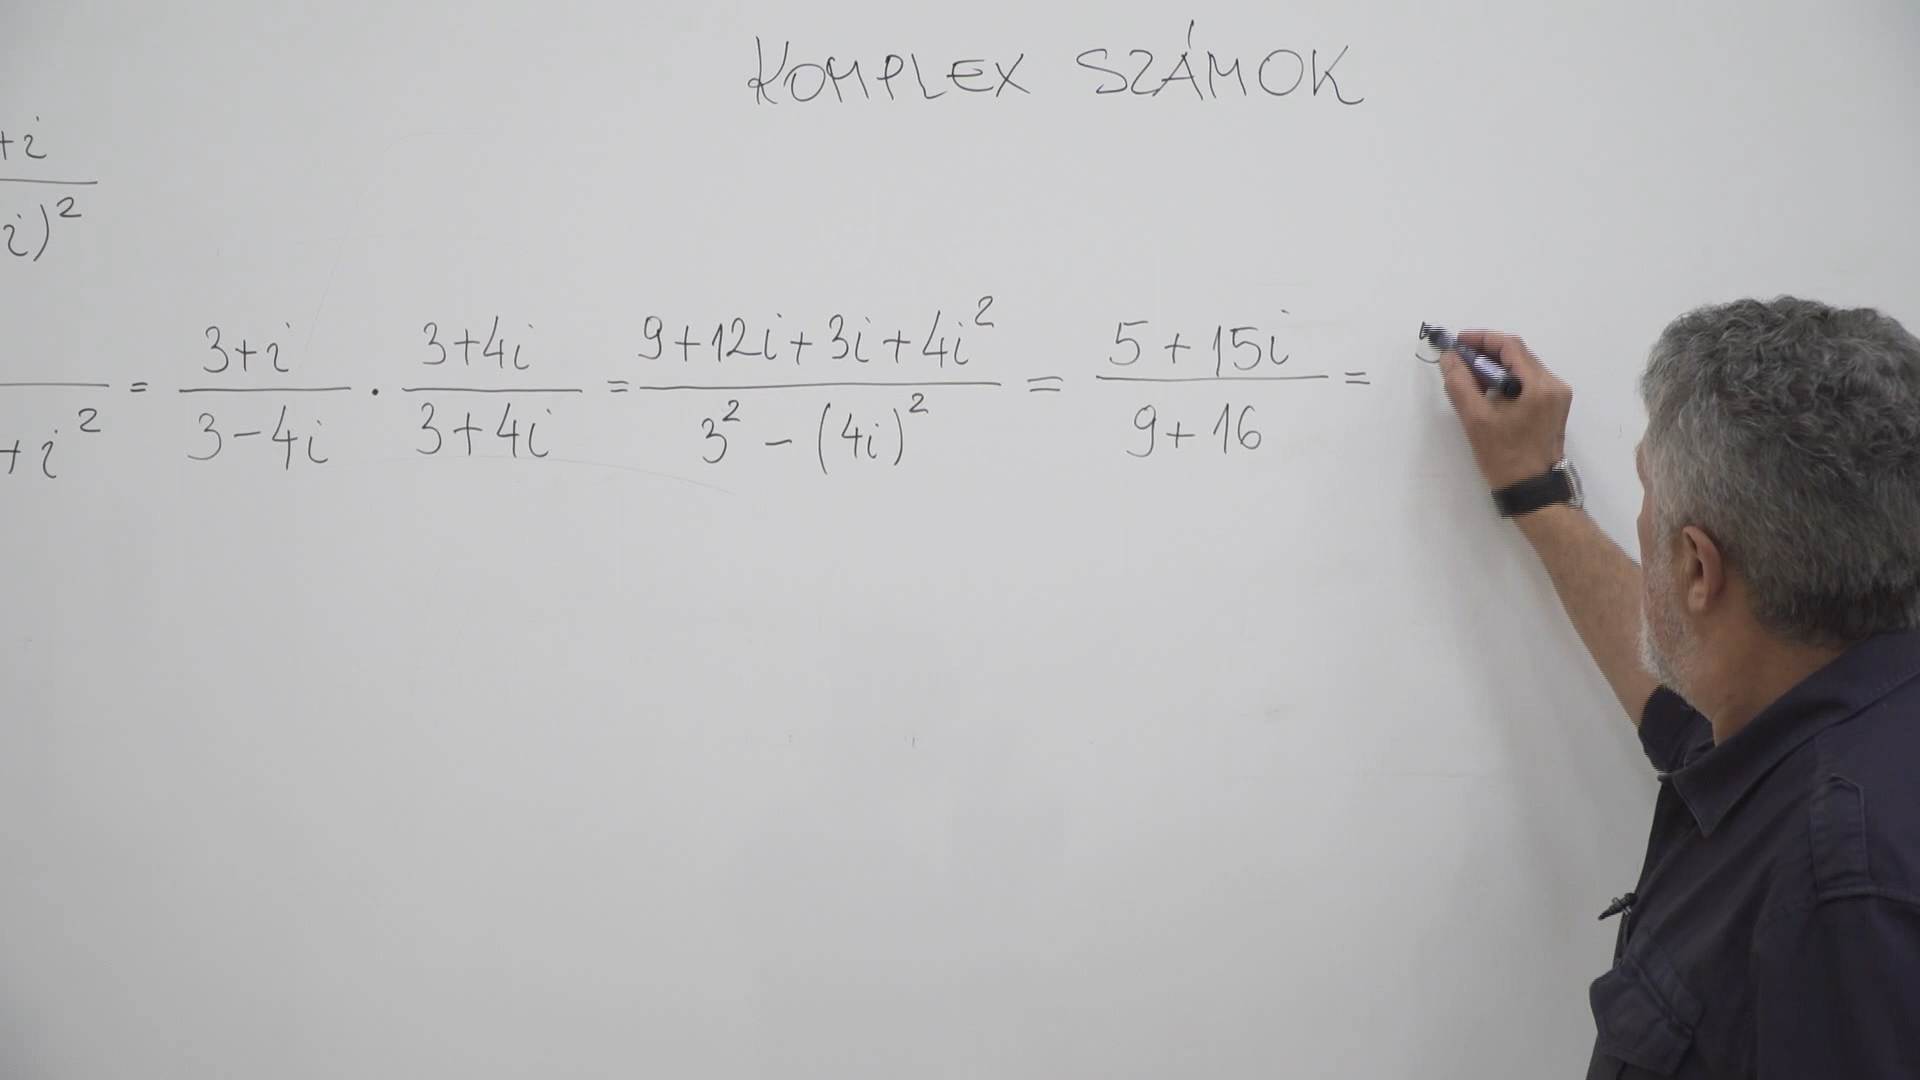 KOMPLEX SZÁMOK
+i
i)²
+i² = (3+i)/(3-4i) · (3+4i)/(3+4i) = (9+12i+3i+4i²)/(3² - (4i)²) = (5+15i)/(9+16) = 5